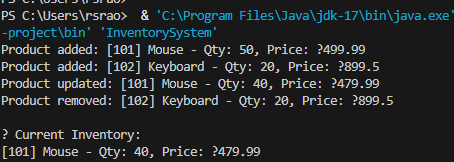 PS C:\Users\rsrao>
PS C:\Users\rsrao>  & 'C:\Program Files\Java\jdk-17\bin\java.exe'
-project\bin' 'InventorySystem'
Product added: [101] Mouse - Qty: 50, Price: ?499.99
Product added: [102] Keyboard - Qty: 20, Price: ?899.5
Product updated: [101] Mouse - Qty: 40, Price: ?479.99
Product removed: [102] Keyboard - Qty: 20, Price: ?899.5

? Current Inventory:
[101] Mouse - Qty: 40, Price: ?479.99